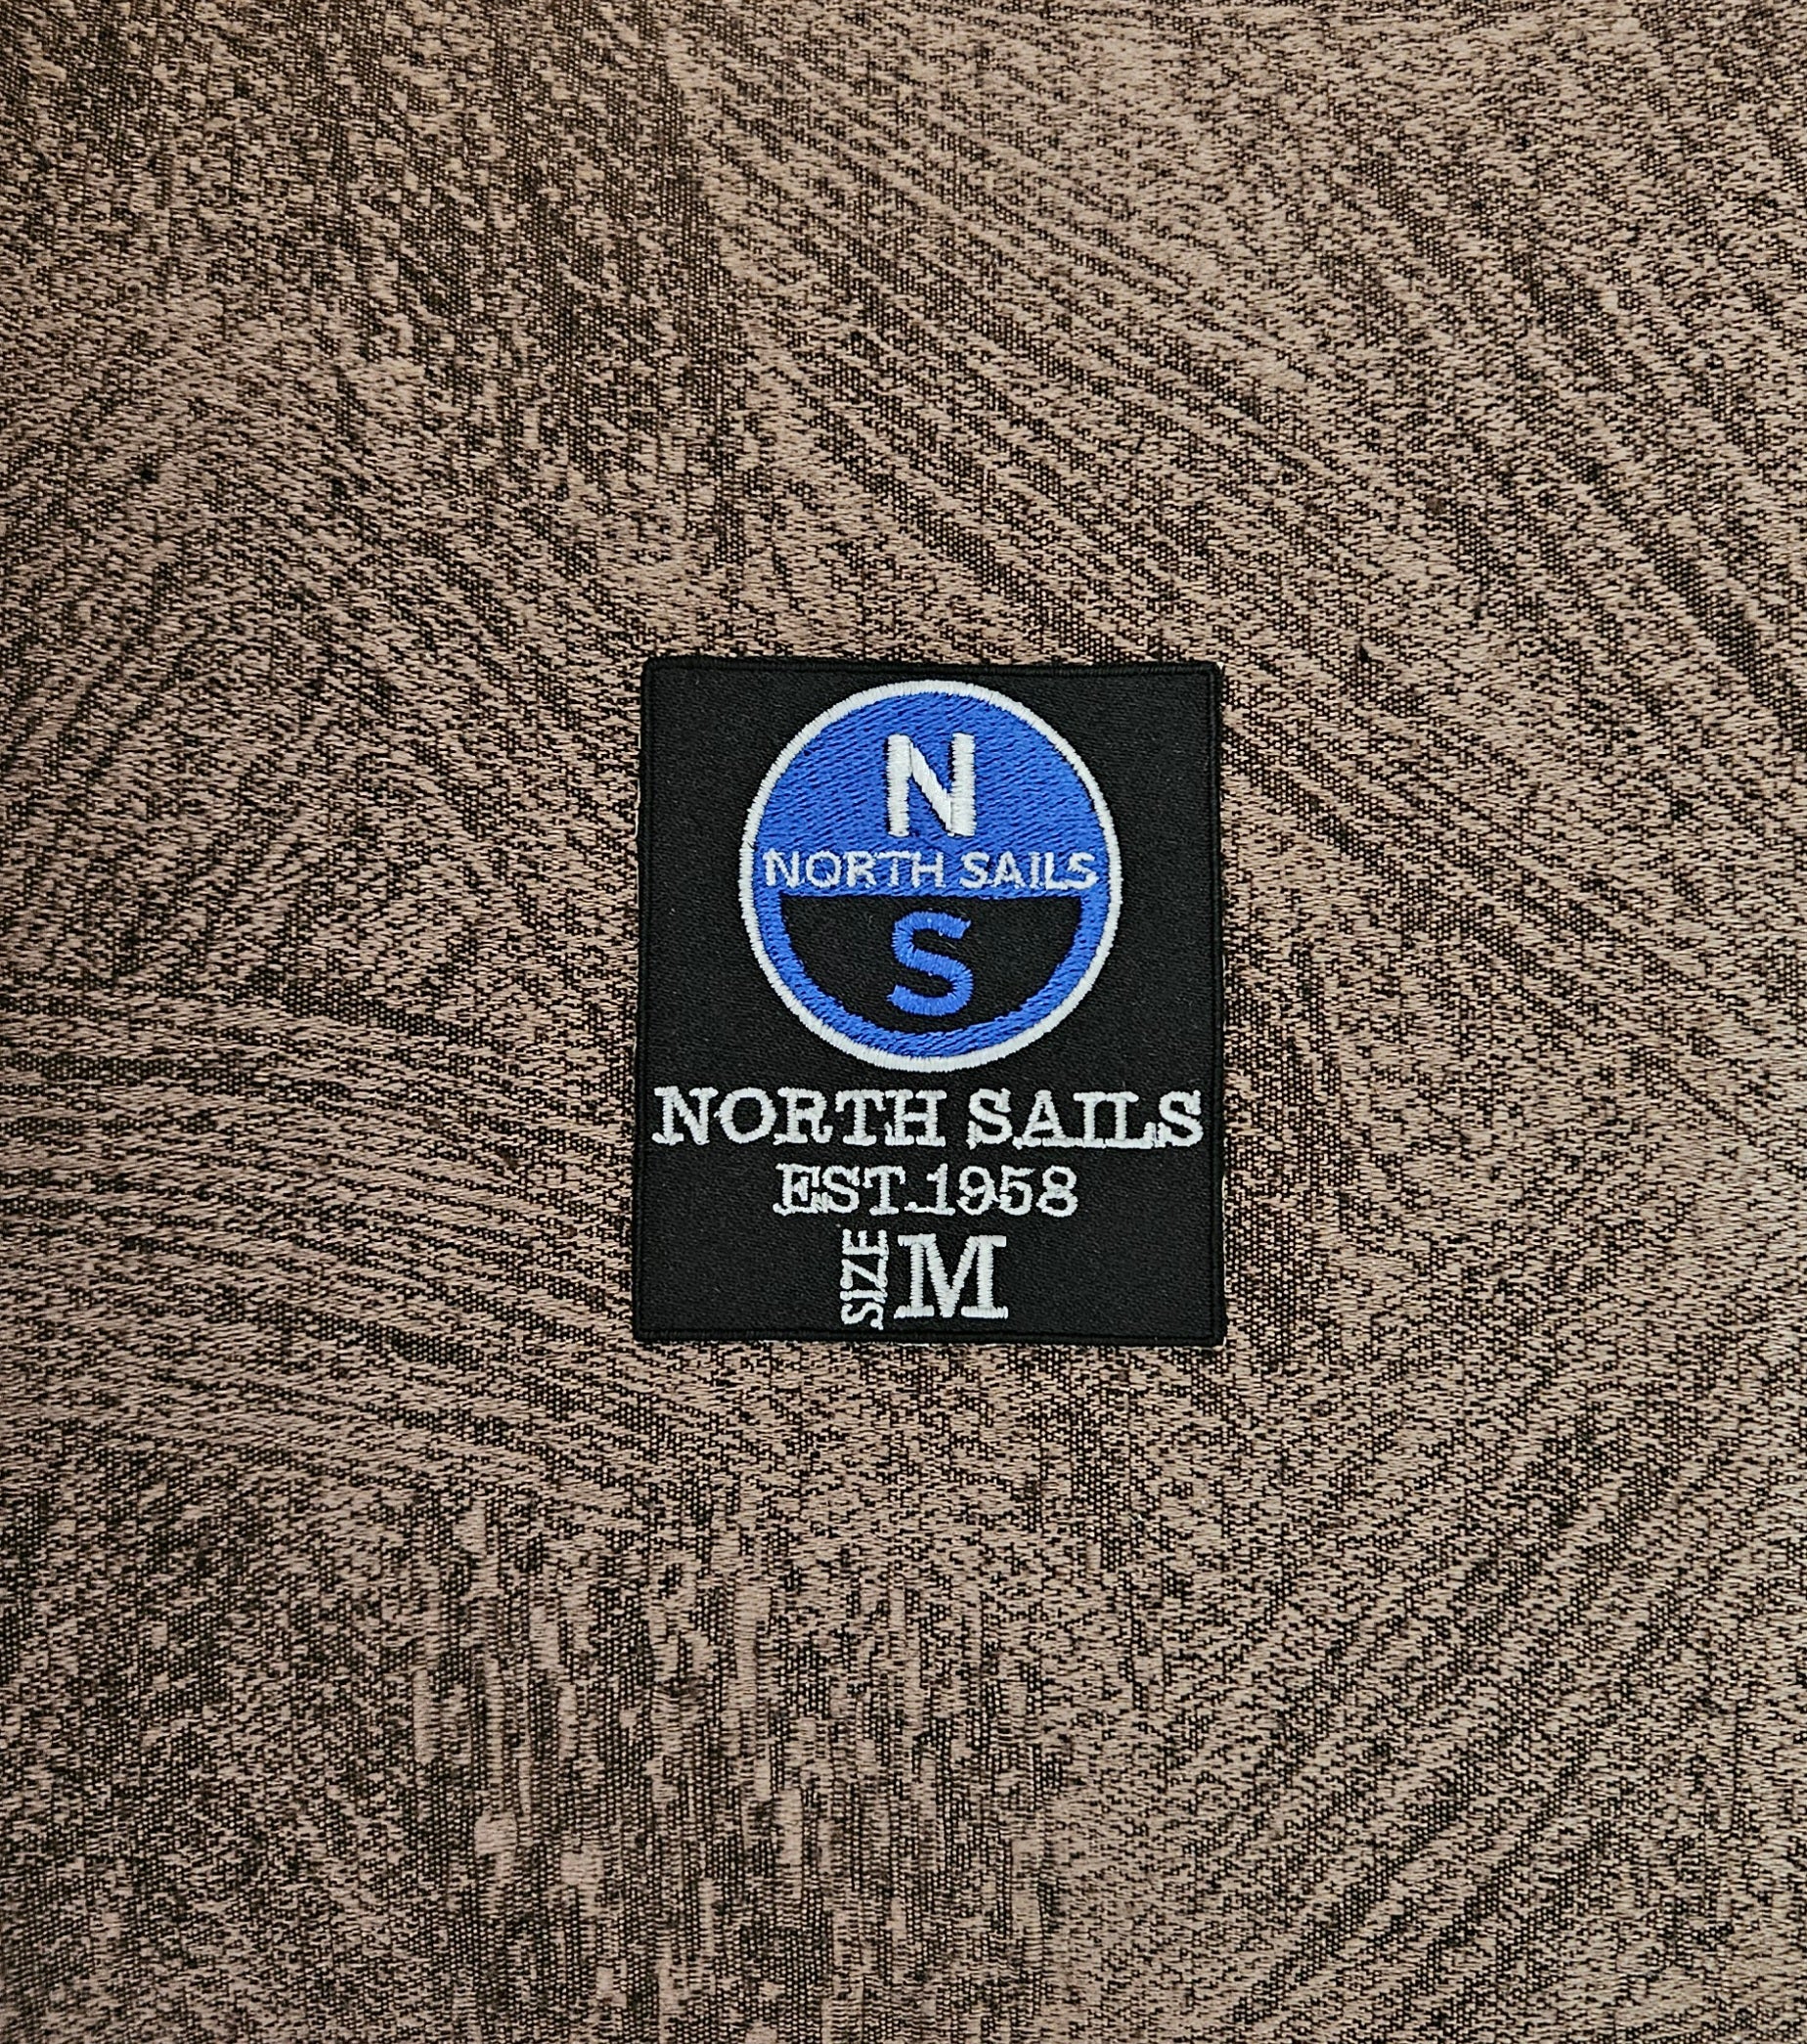 N
NORTH SAILS
S
NORTH SAILS
EST.1958
SIZE M